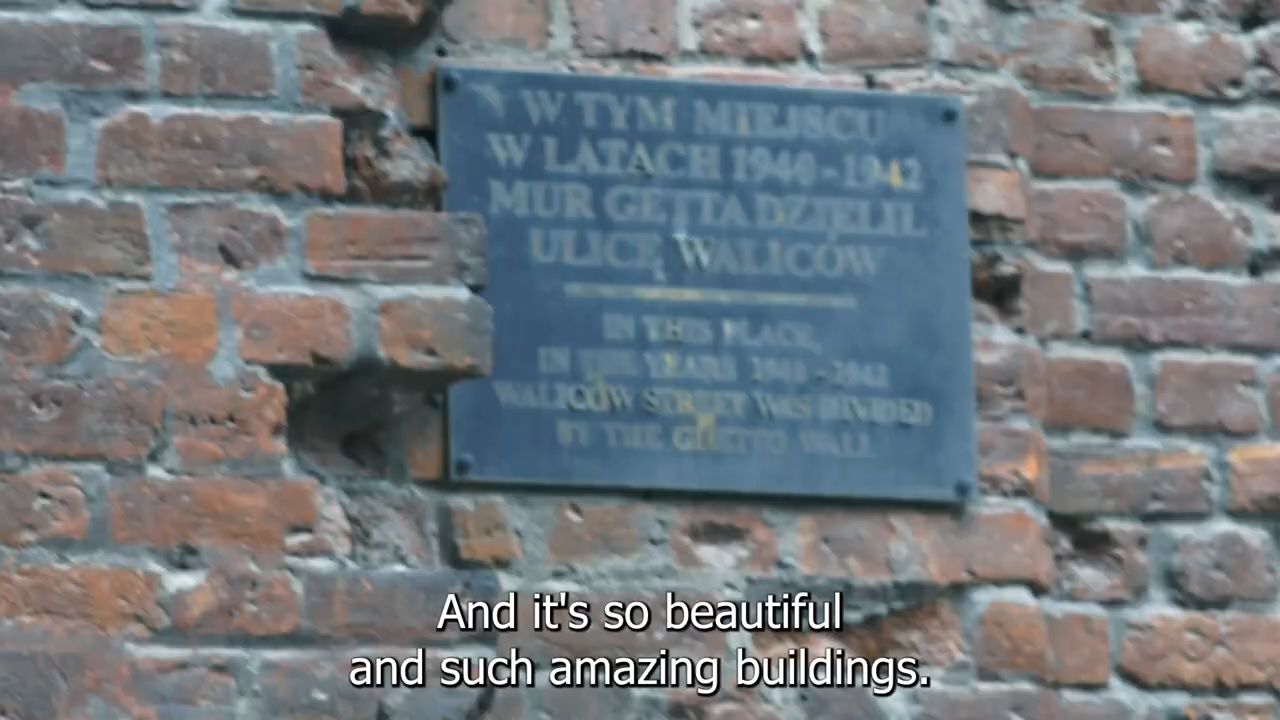 W TYM MIEJSCU
W LATACH 1940-1942
MUR GETTA DZIELIŁ
ULICĘ WALICÓW
IN THIS PLACE,
IN THE YEARS 1940-1942
WALICÓW STREET WAS DIVIDED
BY THE GHETTO WALL
And it's so beautiful
and such amazing buildings.